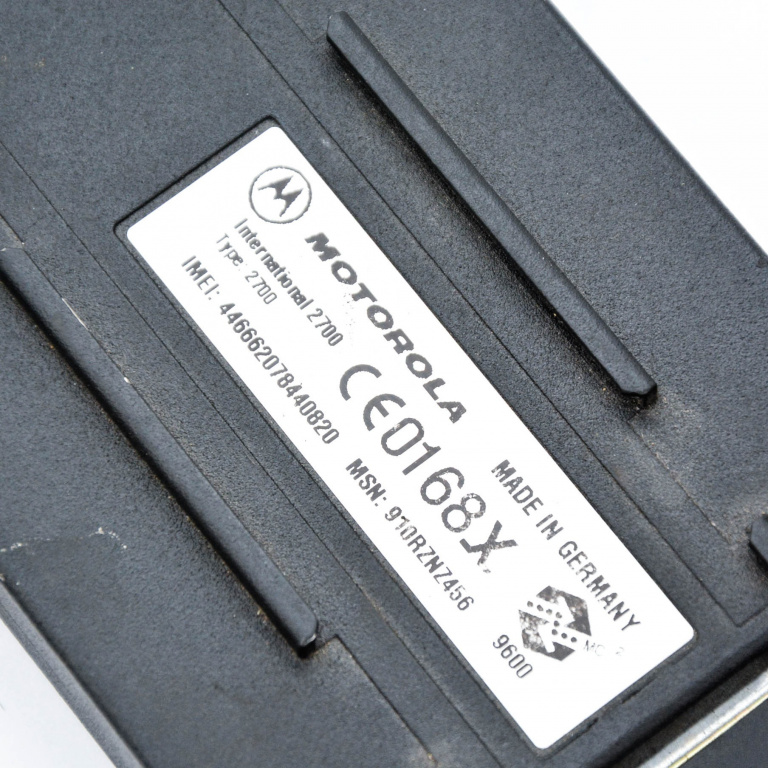 MOTOROLA
International 2700
Type: 2700
CE0168X
MADE IN GERMANY
IMEI: 446662078440820
MSN: 910RZNZ456
9600